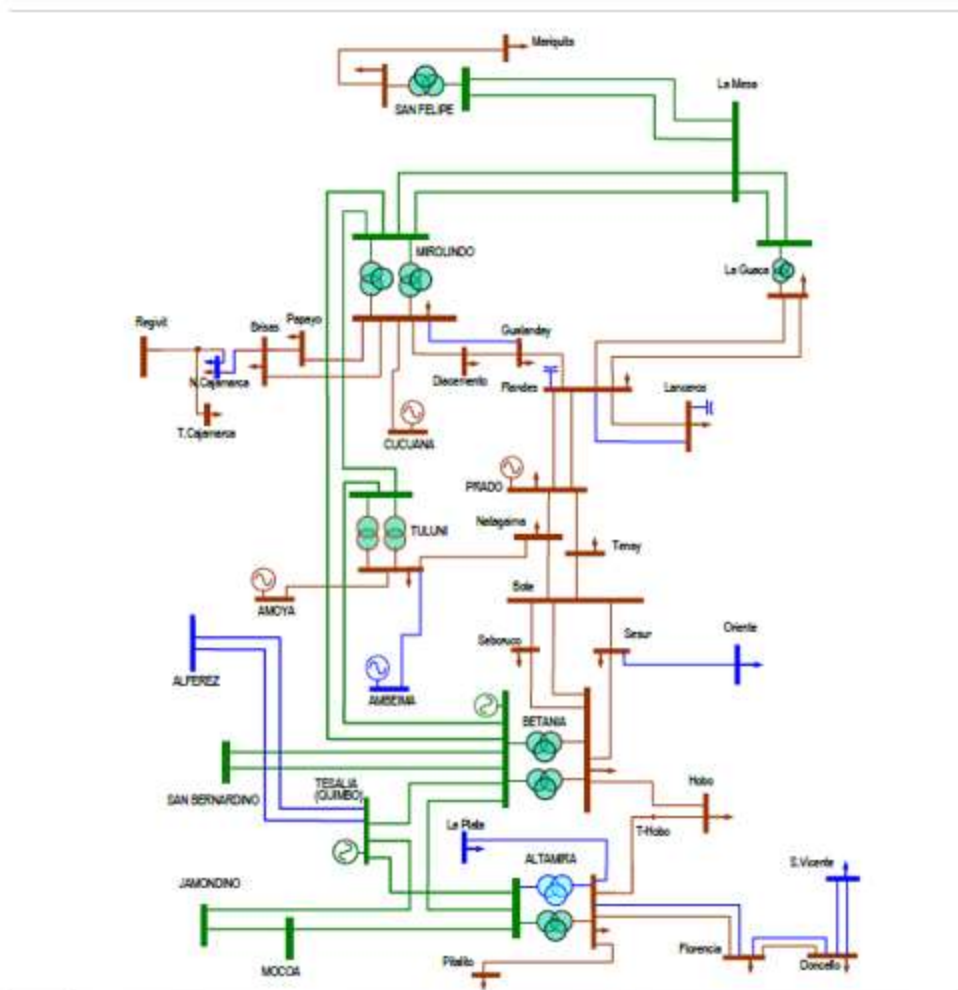 Mariquita
La Mesa
SAN FELIPE
MIROLINDO
La Guaca
Regivit
Brisas
Papayo
Gualanday
N.Cajamarca
Diacemento
Flandes
Lanceros
T.Cajamarca
CUCUANA
PRADO
Natagaima
TULUNI
Tenay
AMOYA
Bote
Seboruco
Sesur
Oriente
ALFEREZ
AMBEIMA
BETANIA
TESALIA
(QUIMBO)
SAN BERNARDINO
Hobo
La Plata
T-Hobo
ALTAMIRA
S.Vicente
JAMONDINO
Florencia
Doncello
Pitalito
MOCOA